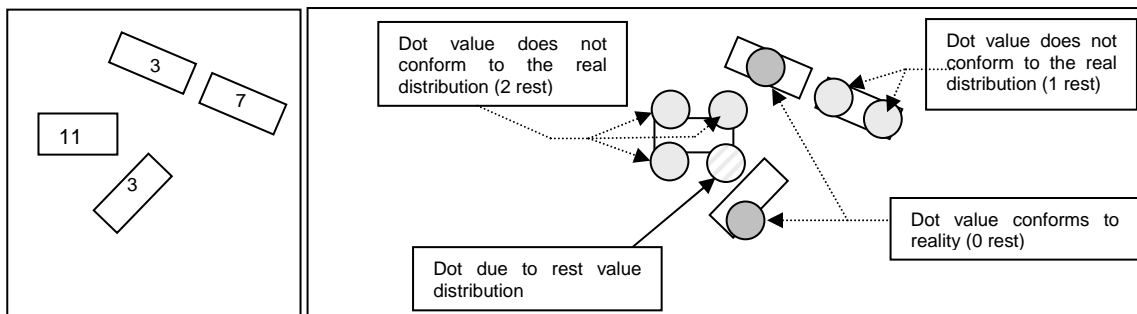 3
7
11
3
Dot value does not
conform to the real
distribution (2 rest)
Dot value does not
conform to the real
distribution (1 rest)
Dot value conforms to
reality (0 rest)
Dot due to rest value
distribution